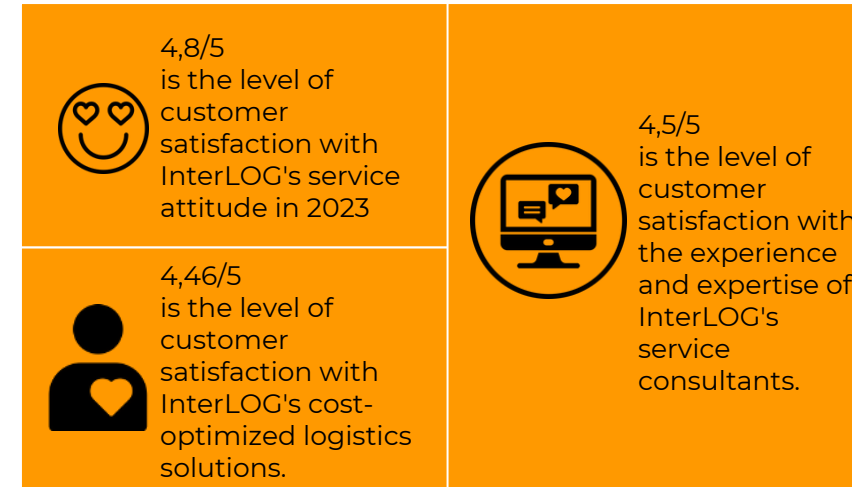 4,8/5
is the level of
customer
satisfaction with
InterLOG's service
attitude in 2023
4,46/5
is the level of
customer
satisfaction with
InterLOG's cost-
optimized logistics
solutions.
4,5/5
is the level of
customer
satisfaction with
the experience
and expertise of
InterLOG's
service
consultants.